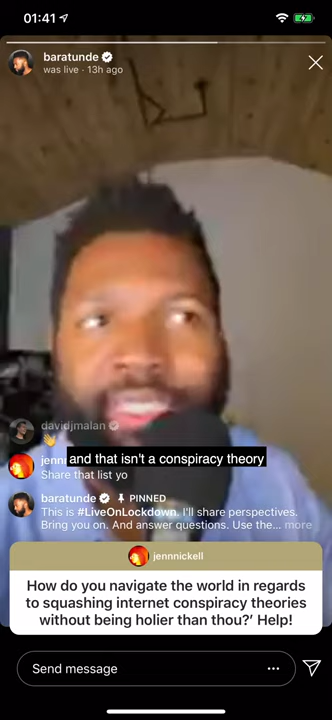 01:41
baratunde
was live · 13h ago
davidjmalan
👋
and that isn't a conspiracy theory
Share that list yo
baratunde PINNED
This is #LiveOnLockdown. I'll share perspectives.
Bring you on. And answer questions. Use the... more
jennnickell
How do you navigate the world in regards
to squashing internet conspiracy theories
without being holier than thou?' Help!
Send message